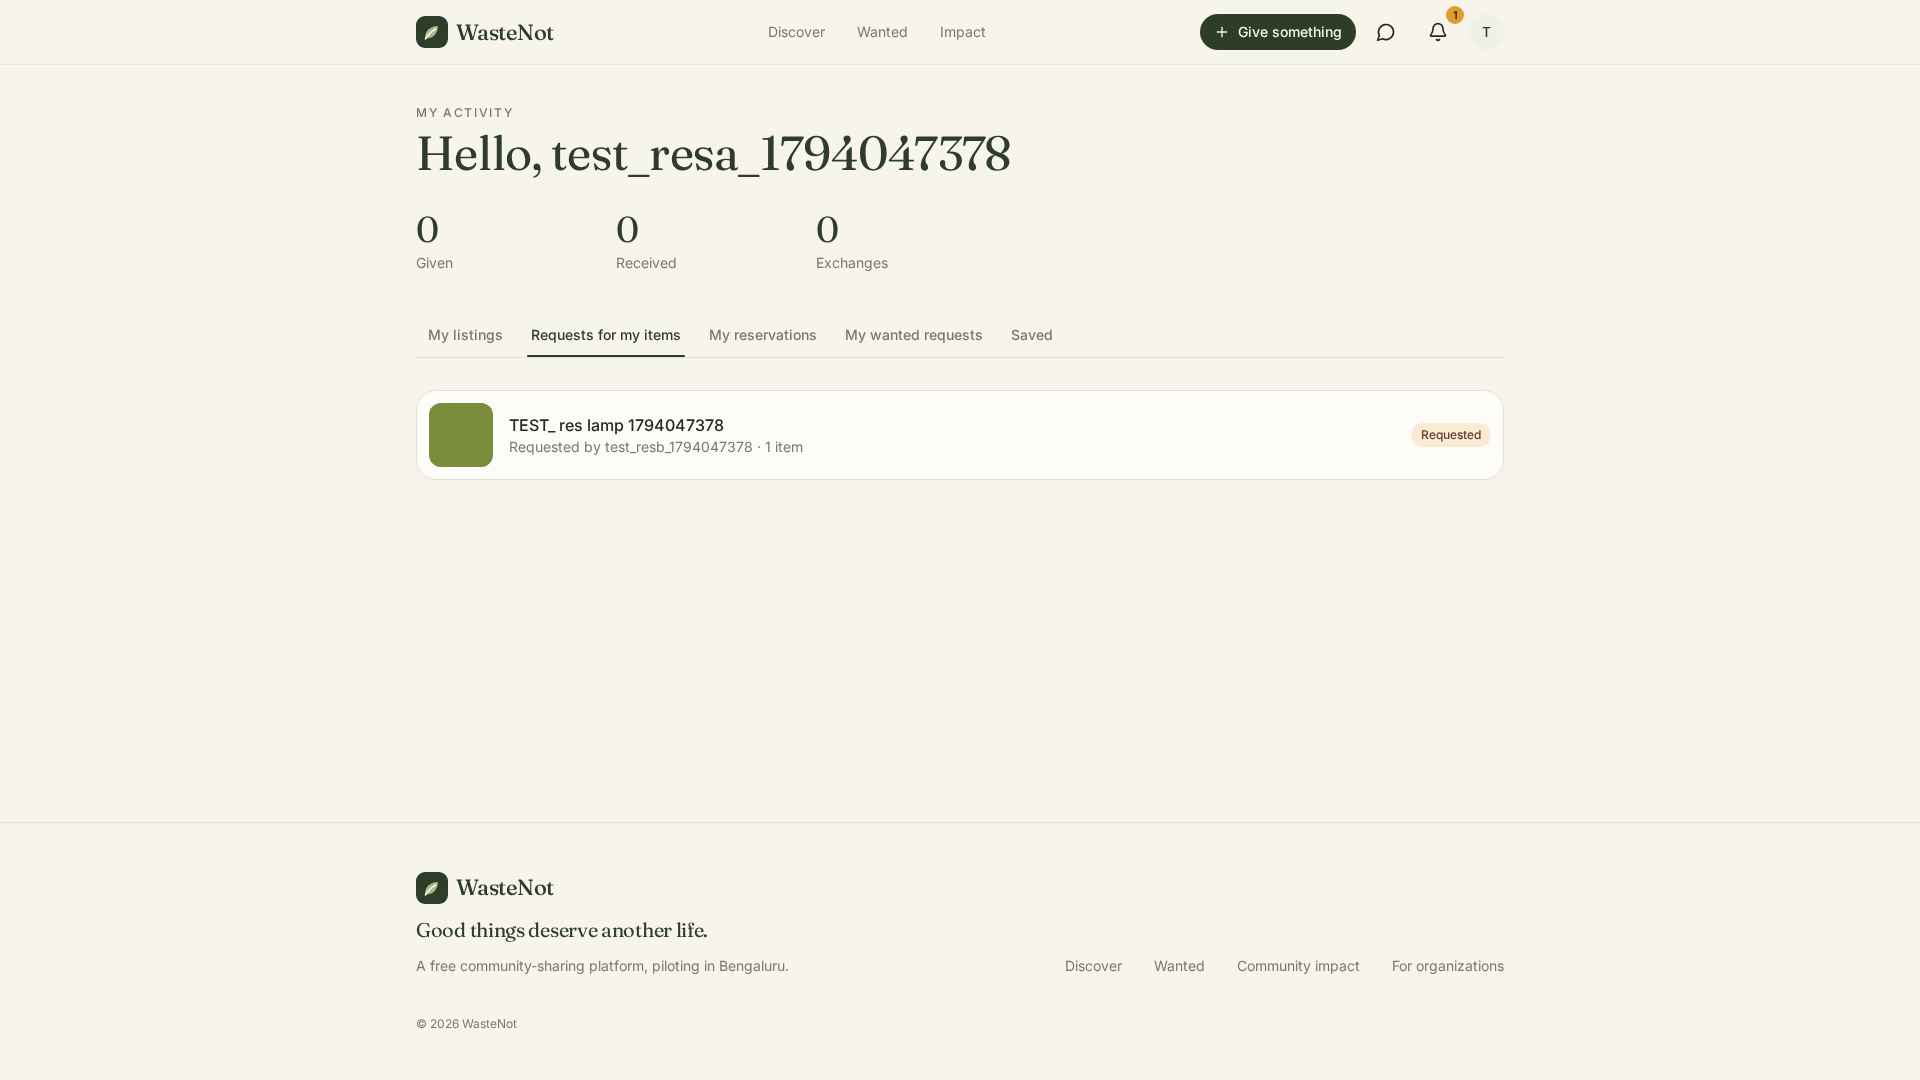 WasteNot
Discover
Wanted
Impact
Give something
1
T
MY ACTIVITY
Hello, test_resa_1794047378
0
Given
0
Received
0
Exchanges
My listings
Requests for my items
My reservations
My wanted requests
Saved
TEST_ res lamp 1794047378
Requested by test_resb_1794047378 · 1 item
Requested
WasteNot
Good things deserve another life.
A free community-sharing platform, piloting in Bengaluru.
Discover
Wanted
Community impact
For organizations
© 2026 WasteNot